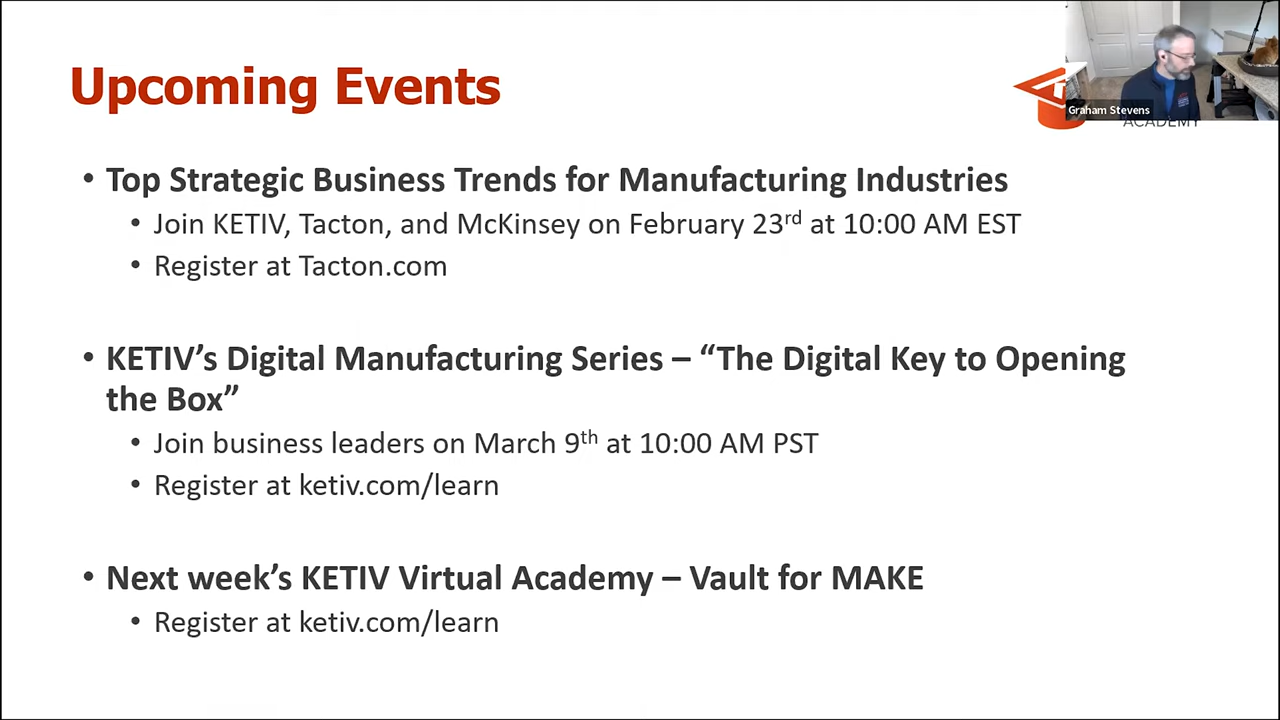 Upcoming Events
Graham Stevens
ACADEMY
• Top Strategic Business Trends for Manufacturing Industries
• Join KETIV, Tacton, and McKinsey on February 23rd at 10:00 AM EST
• Register at Tacton.com
• KETIV’s Digital Manufacturing Series – “The Digital Key to Opening
the Box”
• Join business leaders on March 9th at 10:00 AM PST
• Register at ketiv.com/learn
• Next week’s KETIV Virtual Academy – Vault for MAKE
• Register at ketiv.com/learn